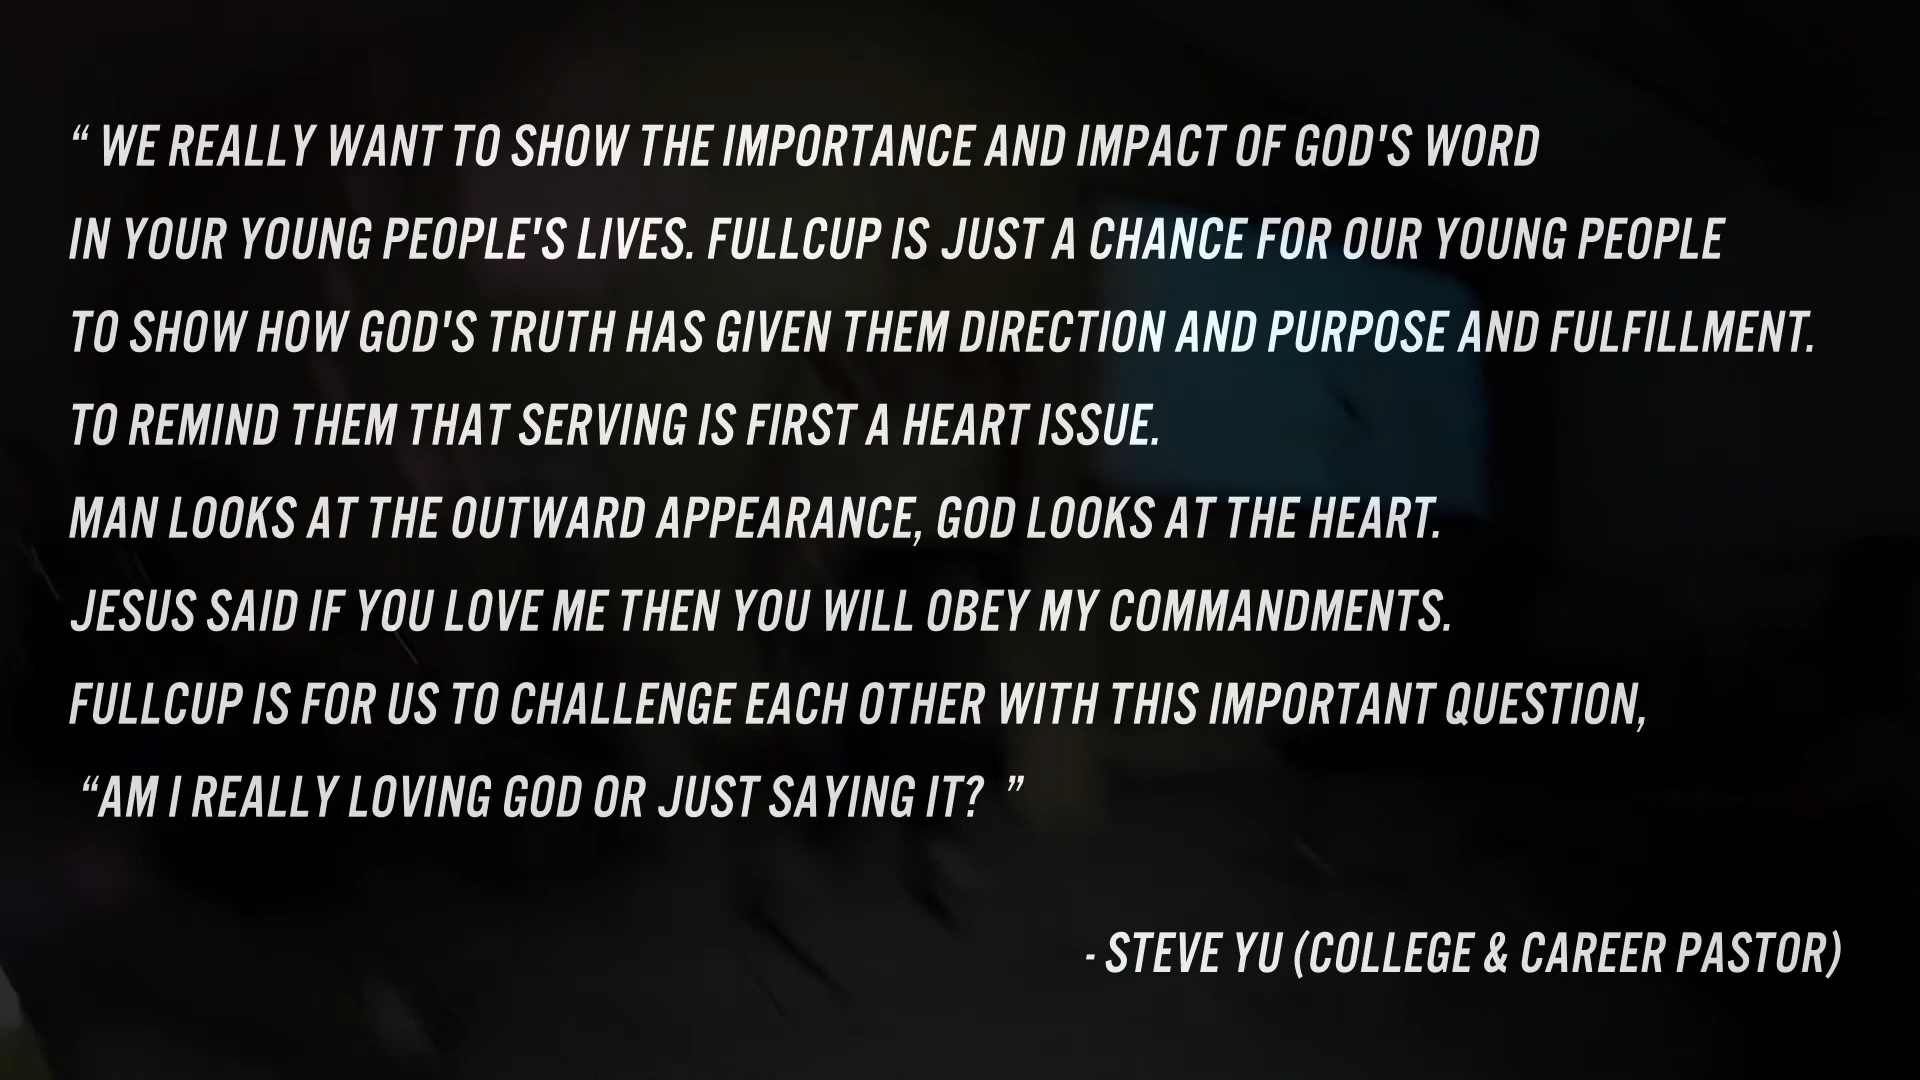 “ WE REALLY WANT TO SHOW THE IMPORTANCE AND IMPACT OF GOD'S WORD
IN YOUR YOUNG PEOPLE'S LIVES. FULLCUP IS JUST A CHANCE FOR OUR YOUNG PEOPLE
TO SHOW HOW GOD'S TRUTH HAS GIVEN THEM DIRECTION AND PURPOSE AND FULFILLMENT.
TO REMIND THEM THAT SERVING IS FIRST A HEART ISSUE.
MAN LOOKS AT THE OUTWARD APPEARANCE, GOD LOOKS AT THE HEART.
JESUS SAID IF YOU LOVE ME THEN YOU WILL OBEY MY COMMANDMENTS.
FULLCUP IS FOR US TO CHALLENGE EACH OTHER WITH THIS IMPORTANT QUESTION,
“AM I REALLY LOVING GOD OR JUST SAYING IT? ”
- STEVE YU (COLLEGE & CAREER PASTOR)